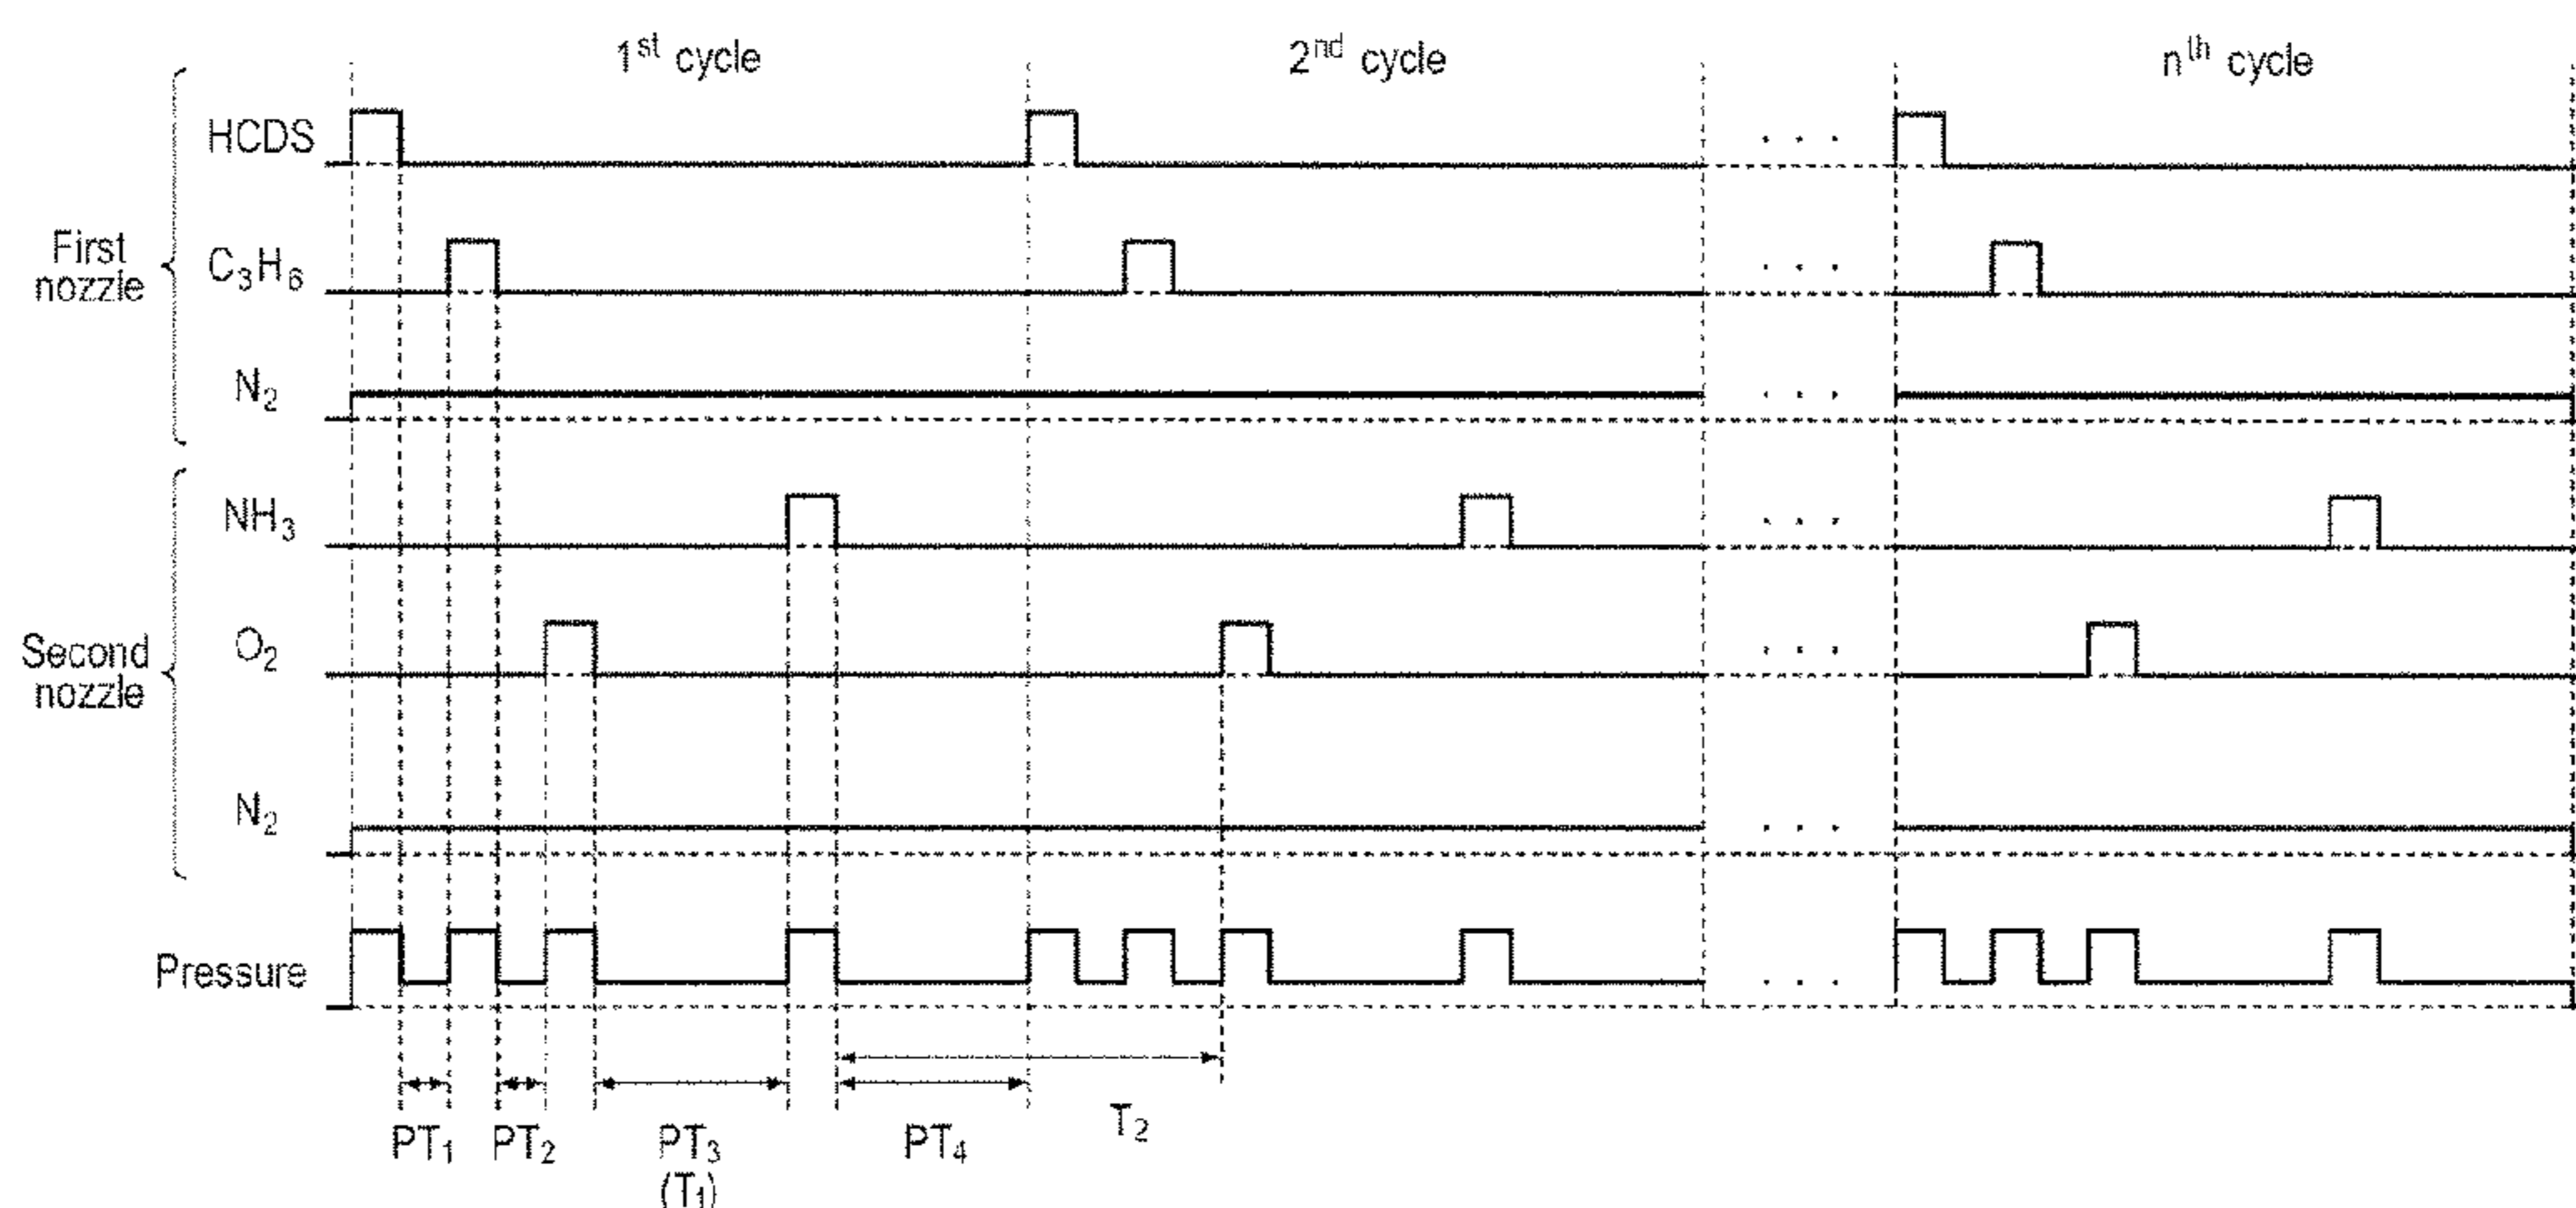 1st cycle
2nd cycle
nth cycle
HCDS
. . .
First
nozzle
C3H6
. . .
N2
. . .
NH3
. . .
Second
nozzle
O2
. . .
N2
. . .
Pressure
. . .
PT1
PT2
PT3
(T1)
PT4
T2